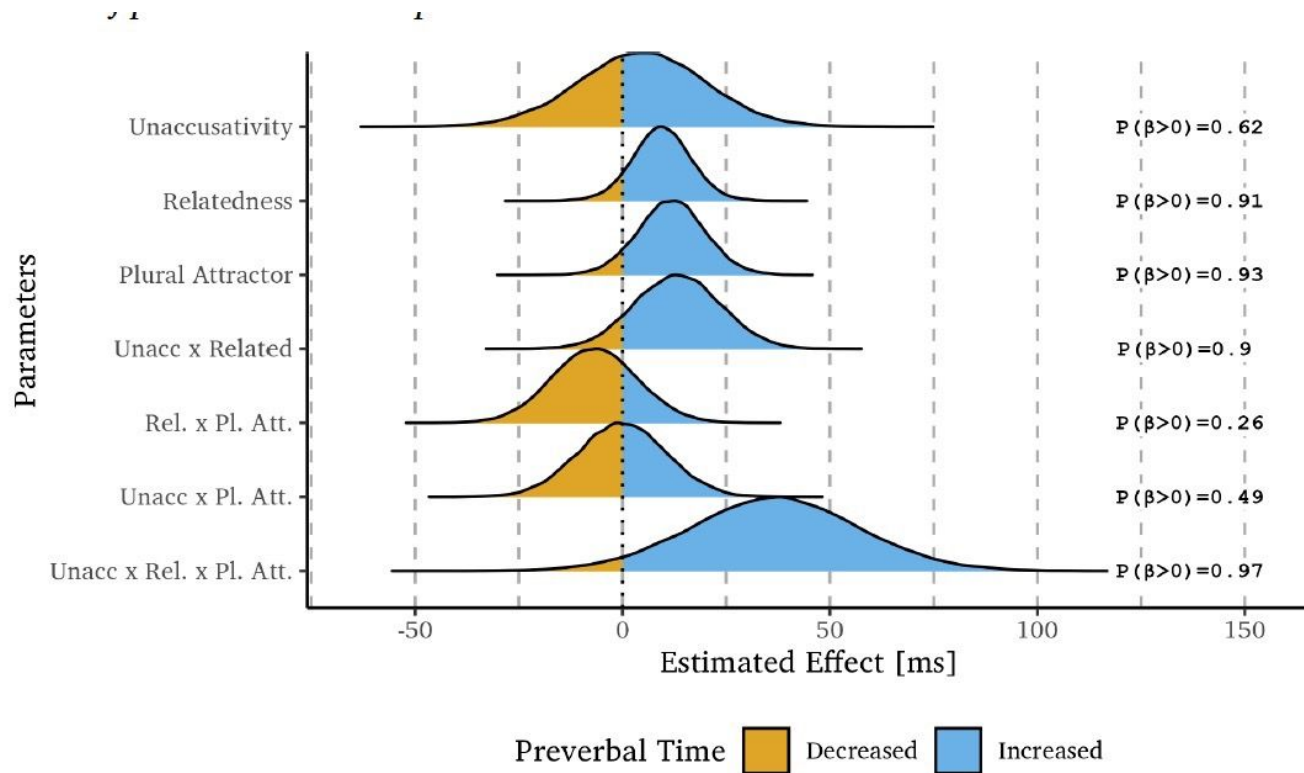 Unaccusativity P(β>0)=0.62
Relatedness P(β>0)=0.91
Plural Attractor P(β>0)=0.93
Unacc x Related P(β>0)=0.9
Rel. x Pl. Att. P(β>0)=0.26
Unacc x Pl. Att. P(β>0)=0.49
Unacc x Rel. x Pl. Att. P(β>0)=0.97
Parameters
-50 0 50 100 150
Estimated Effect [ms]
Preverbal Time Decreased Increased